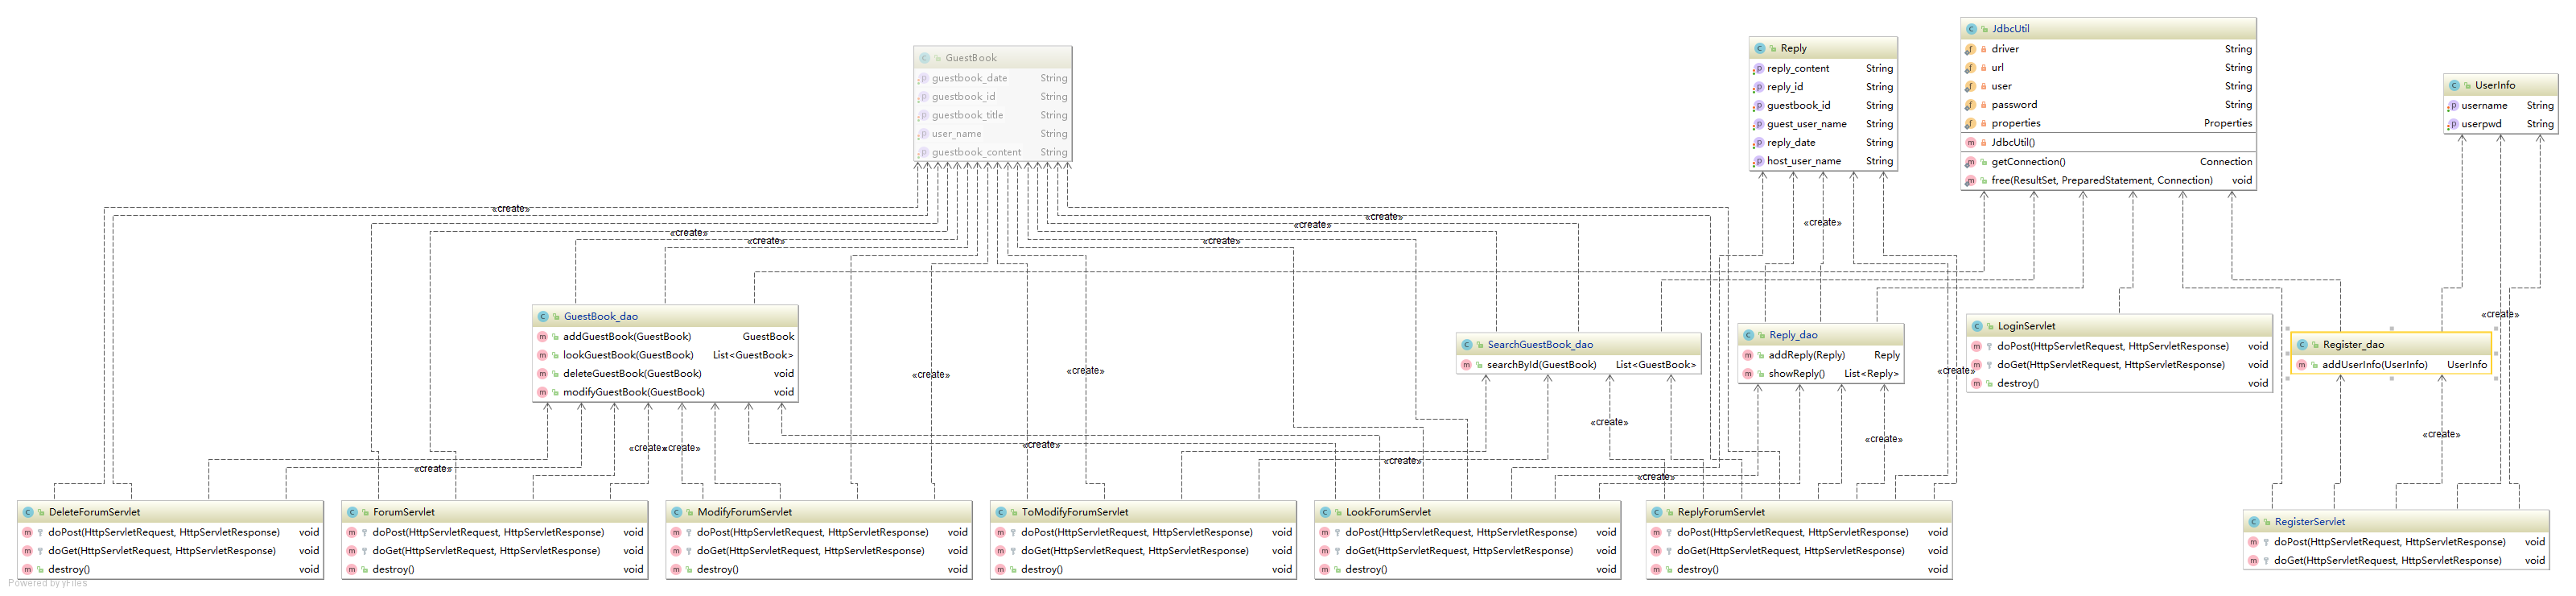 GuestBook
guestbook_date String
guestbook_id String
guestbook_title String
user_name String
guestbook_content String
Reply
reply_content String
reply_id String
guestbook_id String
guest_user_name String
reply_date String
host_user_name String
JdbcUtil
driver String
url String
user String
password String
properties Properties
JdbcUtil()
getConnection() Connection
free(ResultSet, PreparedStatement, Connection) void
UserInfo
username String
userpwd String
«create»
«create»
«create»
«create»
«create»
«create»
«create»
«create»
«create»
GuestBook_dao
addGuestBook(GuestBook) GuestBook
lookGuestBook(GuestBook) List<GuestBook>
deleteGuestBook(GuestBook) void
modifyGuestBook(GuestBook) void
SearchGuestBook_dao
searchById(GuestBook) List<GuestBook>
Reply_dao
addReply(Reply) Reply
showReply() List<Reply>
LoginServlet
doPost(HttpServletRequest, HttpServletResponse) void
doGet(HttpServletRequest, HttpServletResponse) void
destroy() void
Register_dao
addUserInfo(UserInfo) UserInfo
«create»
«create»
«create»
«create»
«create»
«create»
«create»
«create»
«create»
«create»
«create»
«create»
DeleteForumServlet
doPost(HttpServletRequest, HttpServletResponse) void
doGet(HttpServletRequest, HttpServletResponse) void
destroy() void
ForumServlet
doPost(HttpServletRequest, HttpServletResponse) void
doGet(HttpServletRequest, HttpServletResponse) void
destroy() void
ModifyForumServlet
doPost(HttpServletRequest, HttpServletResponse) void
doGet(HttpServletRequest, HttpServletResponse) void
destroy() void
ToModifyForumServlet
doPost(HttpServletRequest, HttpServletResponse) void
doGet(HttpServletRequest, HttpServletResponse) void
destroy() void
LookForumServlet
doPost(HttpServletRequest, HttpServletResponse) void
doGet(HttpServletRequest, HttpServletResponse) void
destroy() void
ReplyForumServlet
doPost(HttpServletRequest, HttpServletResponse) void
doGet(HttpServletRequest, HttpServletResponse) void
destroy() void
RegisterServlet
doPost(HttpServletRequest, HttpServletResponse) void
doGet(HttpServletRequest, HttpServletResponse) void
Powered by yFiles